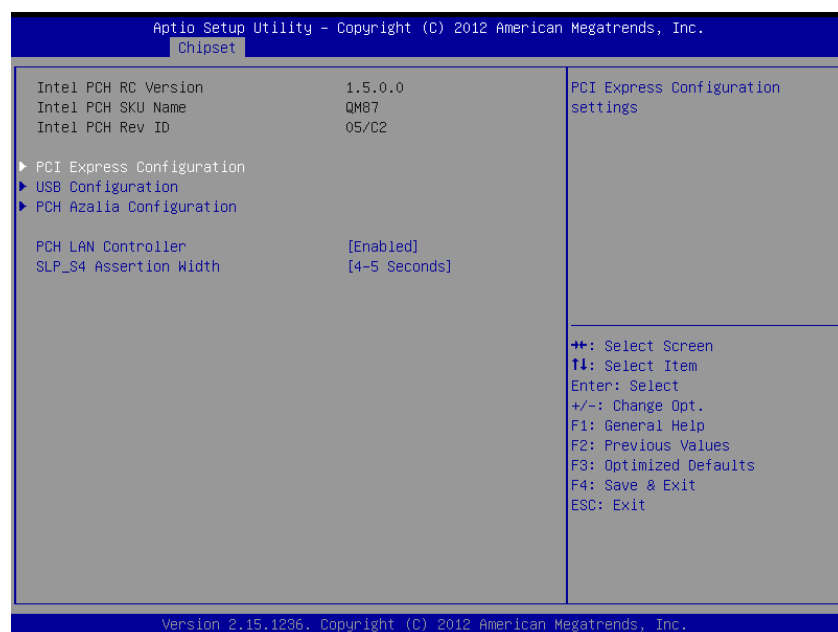 Aptio Setup Utility – Copyright (C) 2012 American Megatrends, Inc.
Chipset
Intel PCH RC Version 1.5.0.0
Intel PCH SKU Name QM87
Intel PCH Rev ID 05/C2
PCI Express Configuration
USB Configuration
PCH Azalia Configuration
PCH LAN Controller [Enabled]
SLP_S4 Assertion Width [4-5 Seconds]
PCI Express Configuration
settings
→←: Select Screen
↑↓: Select Item
Enter: Select
+/-: Change Opt.
F1: General Help
F2: Previous Values
F3: Optimized Defaults
F4: Save & Exit
ESC: Exit
Version 2.15.1236. Copyright (C) 2012 American Megatrends, Inc.